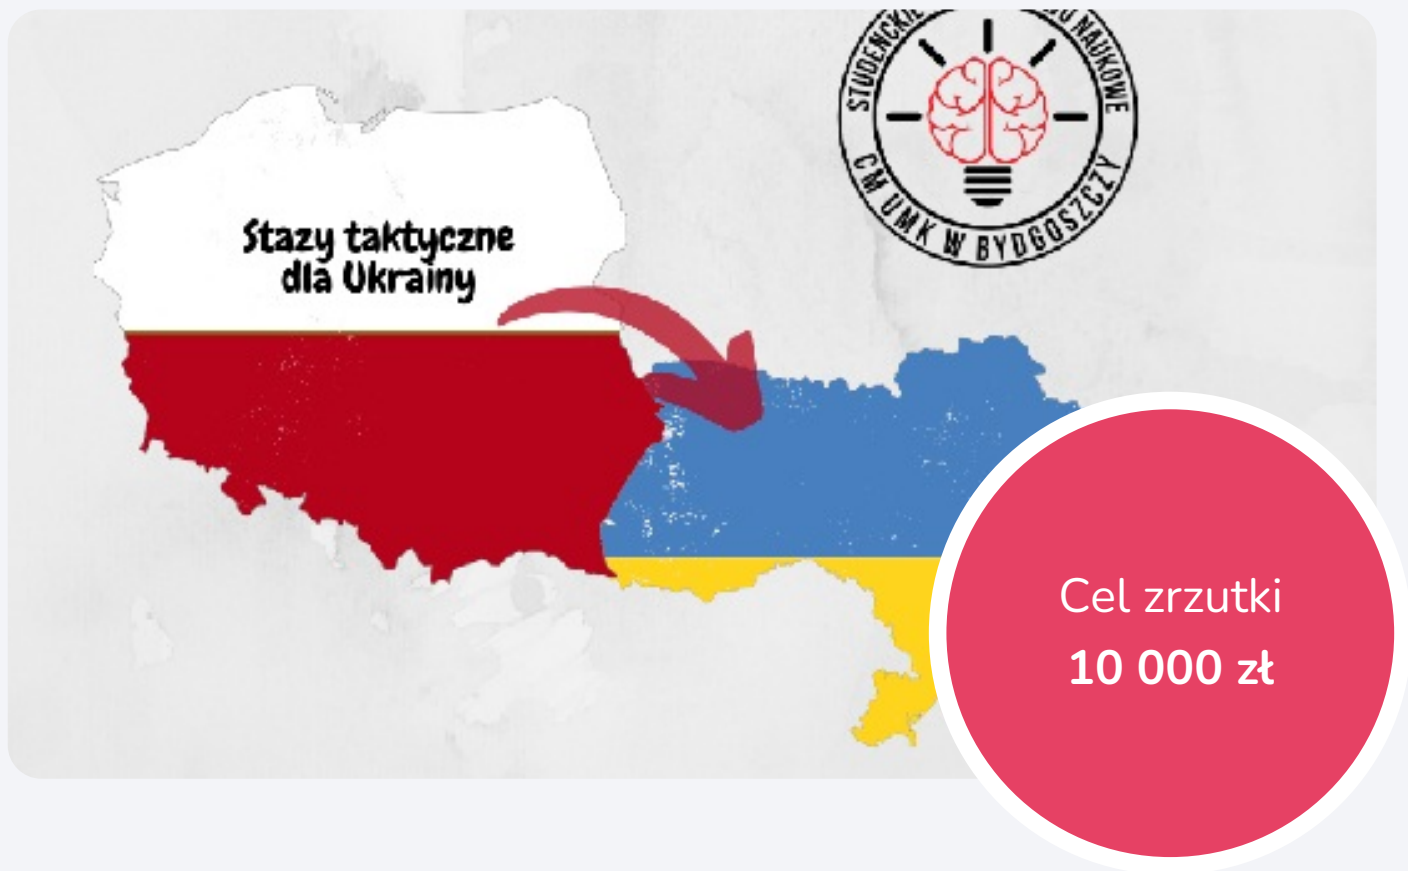 STUDENCKIE NAUKOWE
CM UMK W BYDGOSZCZY
Stazy taktyczne
dla Ukrainy
Cel zrzutki
10 000 zł